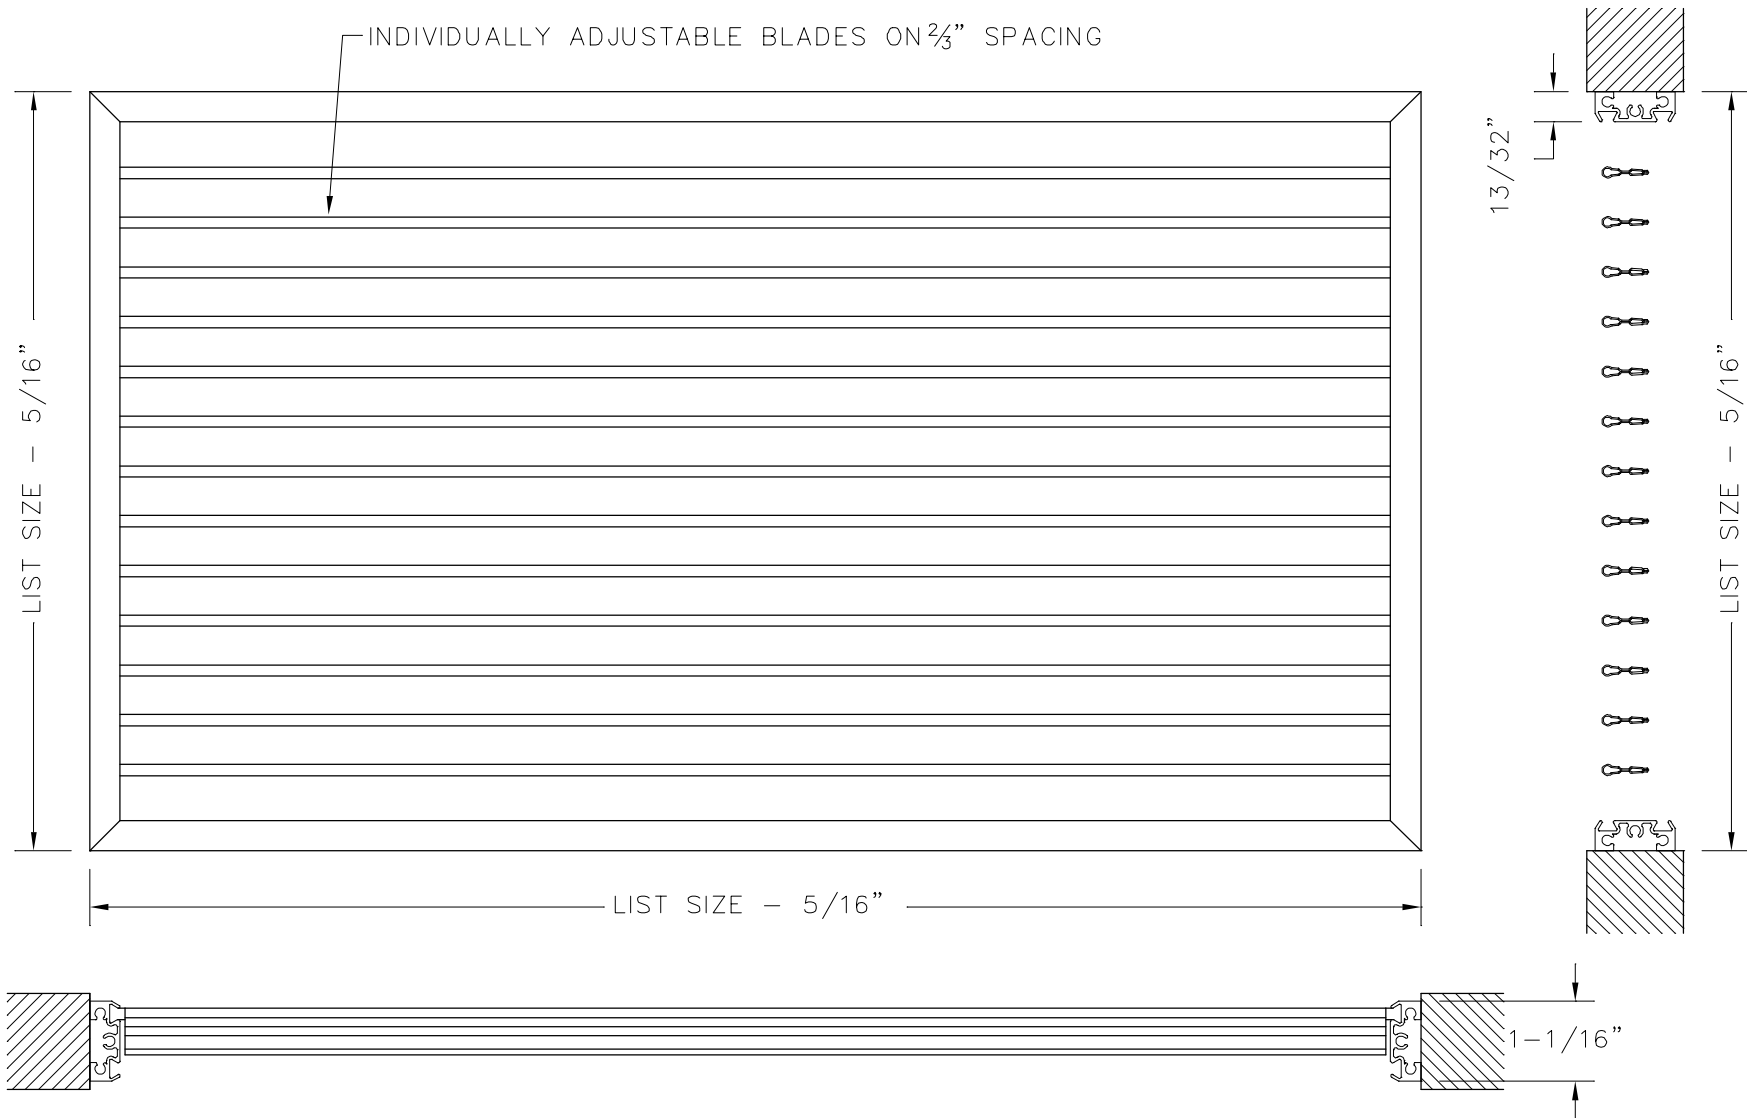 INDIVIDUALLY ADJUSTABLE BLADES ON ⅔” SPACING
13/32”
LIST SIZE – 5/16”
LIST SIZE – 5/16”
LIST SIZE – 5/16”
1–1/16”